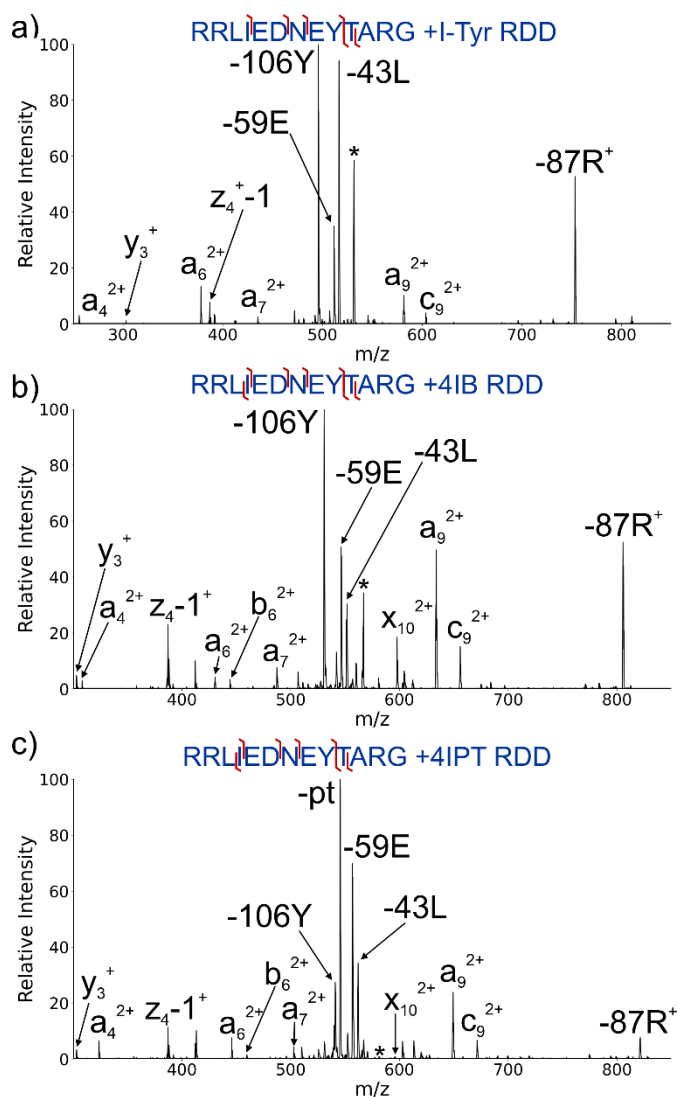 a) RRLIEDNEYTARG +I-Tyr RDD
-106Y
-43L
-59E
*
-87R⁺
z₄⁺-1
y₃⁺
a₆²⁺
a₄²⁺
a₇²⁺
a₉²⁺
c₉²⁺
Relative Intensity
100
80
60
40
20
0
300 400 500 600 700 800
m/z
b) RRLIEDNEYTARG +4IB RDD
-106Y
-43L
-59E
a₉²⁺
-87R⁺
*
y₃⁺
a₄²⁺
z₄-1⁺
a₆²⁺
b₆²⁺
a₇²⁺
x₁₀²⁺
c₉²⁺
Relative Intensity
100
80
60
40
20
0
400 500 600 700 800
m/z
c) RRLIEDNEYTARG +4IPT RDD
-pt
-59E
-106Y
-43L
b₆²⁺
a₉²⁺
x₁₀²⁺
y₃⁺
a₄²⁺
z₄-1⁺
a₆²⁺
a₇²⁺
*
c₉²⁺
-87R⁺
Relative Intensity
100
80
60
40
20
0
400 500 600 700 800
m/z